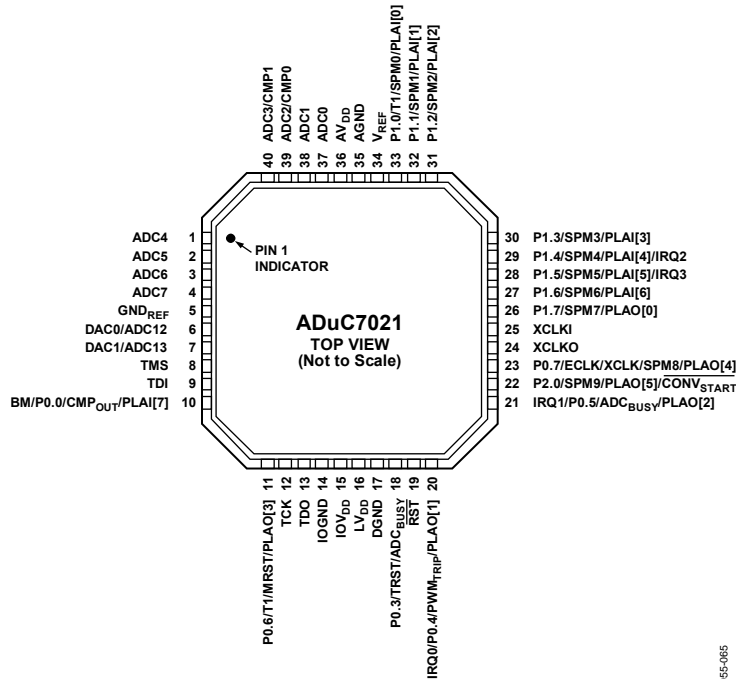 40 ADC3/CMP1
39 ADC2/CMP0
38 ADC1
37 ADC0
36 AVDD
35 AGND
34 VREF
33 P1.0/T1/SPM0/PLAI[0]
32 P1.1/SPM1/PLAI[1]
31 P1.2/SPM2/PLAI[2]
ADC4 1
ADC5 2
ADC6 3
ADC7 4
GNDREF 5
DAC0/ADC12 6
DAC1/ADC13 7
TMS 8
TDI 9
BM/P0.0/CMPOUT/PLAI[7] 10
PIN 1
INDICATOR
ADuC7021
TOP VIEW
(Not to Scale)
30 P1.3/SPM3/PLAI[3]
29 P1.4/SPM4/PLAI[4]/IRQ2
28 P1.5/SPM5/PLAI[5]/IRQ3
27 P1.6/SPM6/PLAI[6]
26 P1.7/SPM7/PLAO[0]
25 XCLKI
24 XCLKO
23 P0.7/ECLK/XCLK/SPM8/PLAO[4]
22 P2.0/SPM9/PLAO[5]/CONVSTART
21 IRQ1/P0.5/ADCBUSY/PLAO[2]
P0.6/T1/MRST/PLAO[3] 11
TCK 12
TDO 13
IOGND 14
IOVDD 15
LVDD 16
DGND 17
P0.3/TRST/ADCBUSY 18
RST 19
IRQ0/P0.4/PWMTRIP/PLAO[1] 20